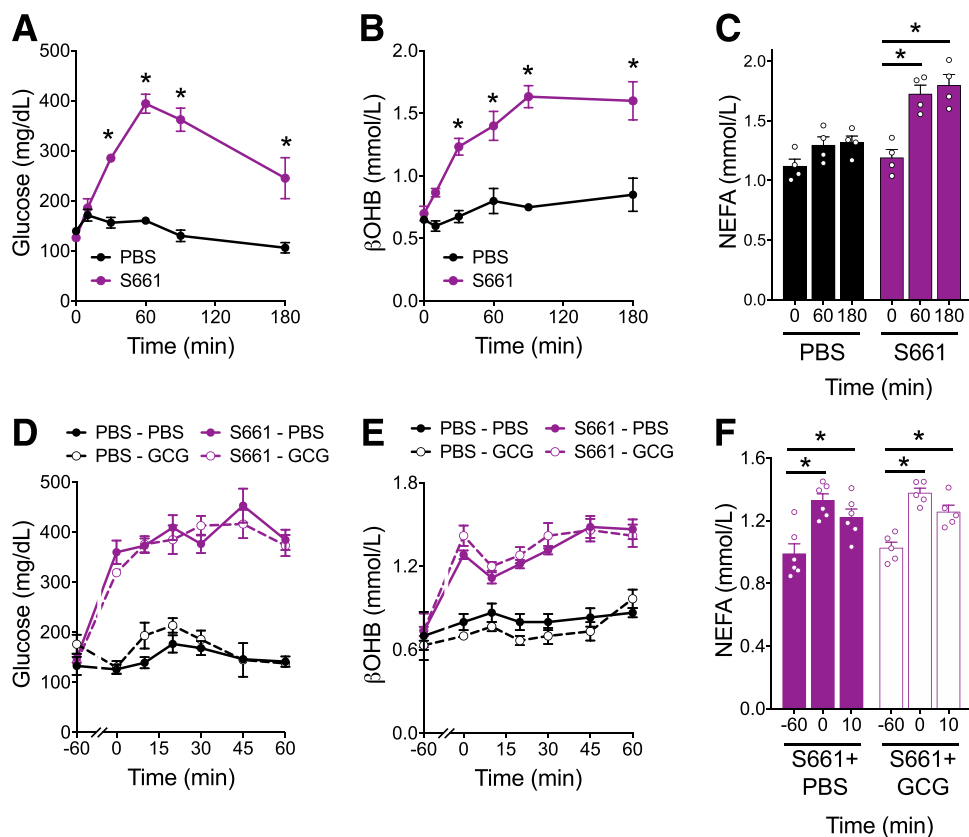 A
Glucose (mg/dL)
500
400
300
200
100
0
*
*
*
*
PBS
S661
0
60
120
180
Time (min)
B
βOHB (mmol/L)
2.0
1.5
1.0
0.5
0.0
*
*
*
*
PBS
S661
0
60
120
180
Time (min)
C
NEFA (mmol/L)
2.0
1.5
1.0
*
*
0 60 180 0 60 180
PBS S661
Time (min)
D
PBS - PBS S661 - PBS
PBS - GCG S661 - GCG
Glucose (mg/dL)
500
400
300
200
100
0
-60 0 15 30 45 60
Time (min)
E
PBS - PBS S661 - PBS
PBS - GCG S661 - GCG
βOHB (mmol/L)
1.8
1.2
0.6
0.0
-60 0 15 30 45 60
Time (min)
F
NEFA (mmol/L)
1.6
1.2
0.8
0.4
0.0
*
*
*
*
-60 0 10 -60 0 10
S661+ S661+
PBS GCG
Time (min)